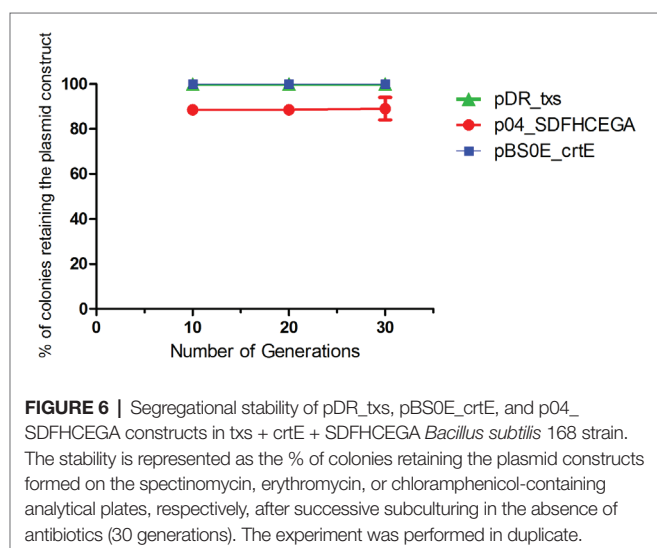 100
80
60
40
20
0
0
10
20
30
% of colonies retaining the plasmid construct
Number of Generations
pDR_txs
p04_SDFHCEGA
pBS0E_crtE
FIGURE 6 | Segregational stability of pDR_txs, pBS0E_crtE, and p04_
SDFHCEGA constructs in txs + crtE + SDFHCEGA Bacillus subtilis 168 strain.
The stability is represented as the % of colonies retaining the plasmid constructs
formed on the spectinomycin, erythromycin, or chloramphenicol-containing
analytical plates, respectively, after successive subculturing in the absence of
antibiotics (30 generations). The experiment was performed in duplicate.